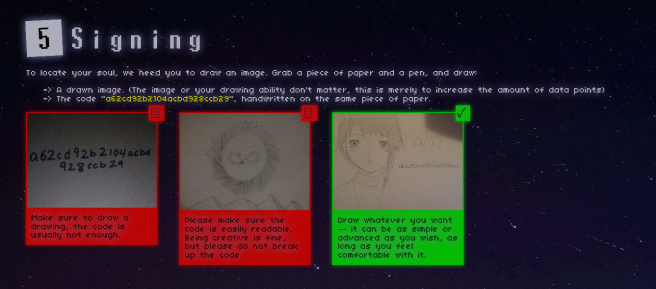 5 Signing
To locate your soul, we need you to draw an image. Grab a piece of paper and a pen, and draw:
-> A drawn image. (The image or your drawing ability don't matter, this is merely to increase the amount of data points)
-> The code "a62cd92b2104acbd928ccb29", handwritten on the same piece of paper.
a62cd92b2104acbd
928ccb29
Make sure to draw a
drawing, the code is
usually not enough.
Please make sure the
code is easily readable.
Being creative is fine,
but please do not break
up the code.
Draw whatever you want
— it can be as simple or
advanced as you wish, as
long as you feel
comfortable with it.